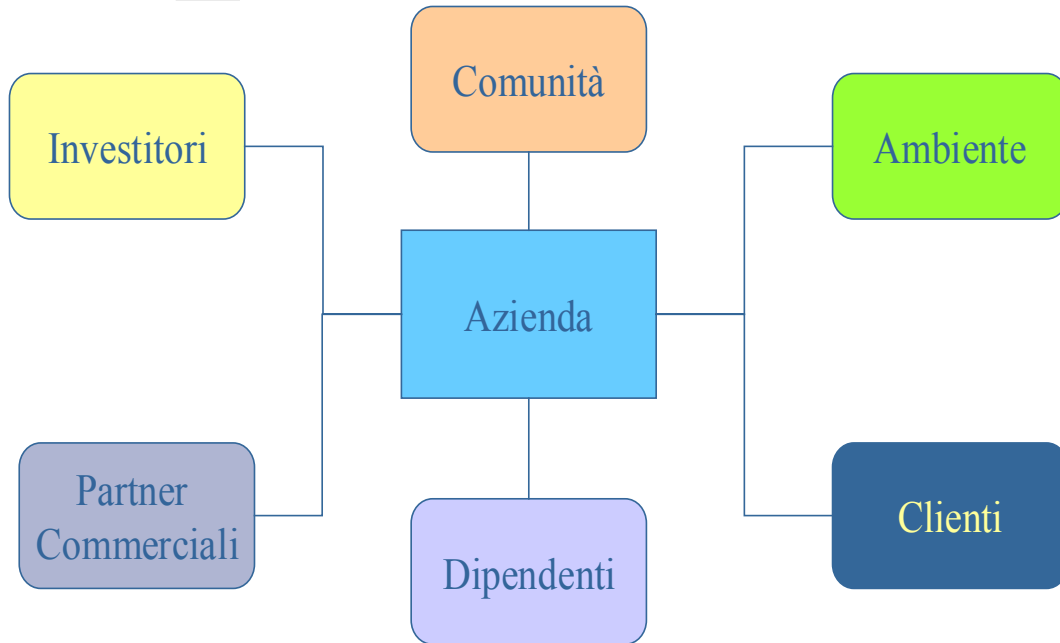 Comunità
Investitori
Ambiente
Azienda
Partner
Commerciali
Clienti
Dipendenti